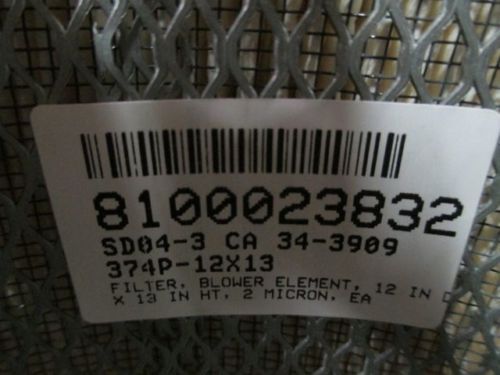 8100023832
SD04-3 CA 34-3909
374P-12X13
FILTER, BLOWER ELEMENT, 12 IN D
X 13 IN HT, 2 MICRON, EA